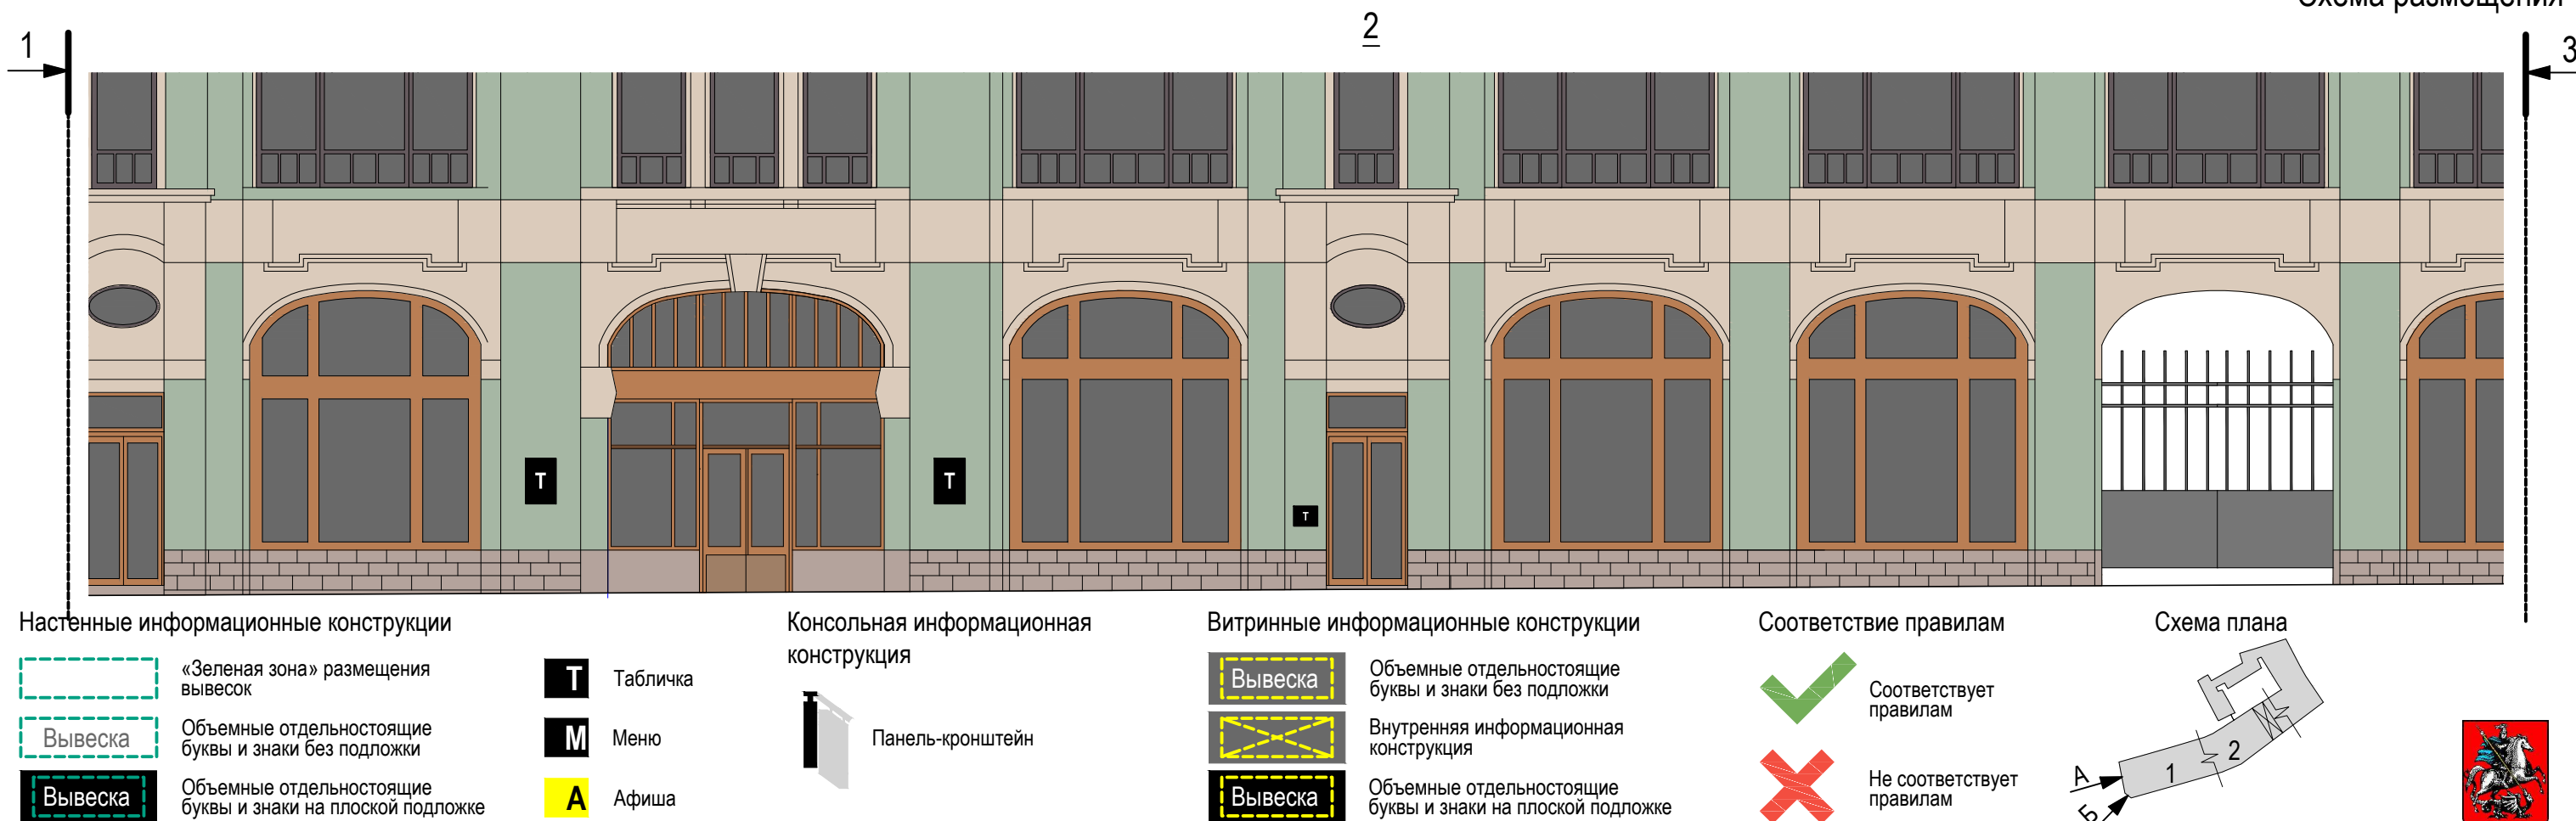 Схема размещения
1
2
3
Т
Т
Т
Настенные информационные конструкции
«Зеленая зона» размещения
вывесок
Вывеска
Объемные отдельностоящие
буквы и знаки без подложки
Вывеска
Объемные отдельностоящие
буквы и знаки на плоской подложке
Т
Табличка
М
Меню
А
Афиша
Консольная информационная
конструкция
Панель-кронштейн
Витринные информационные конструкции
Вывеска
Объемные отдельностоящие
буквы и знаки без подложки
Внутренняя информационная
конструкция
Вывеска
Объемные отдельностоящие
буквы и знаки на плоской подложке
Соответствие правилам
Соответствует
правилам
Не соответствует
правилам
Схема плана
1
2
А
Б